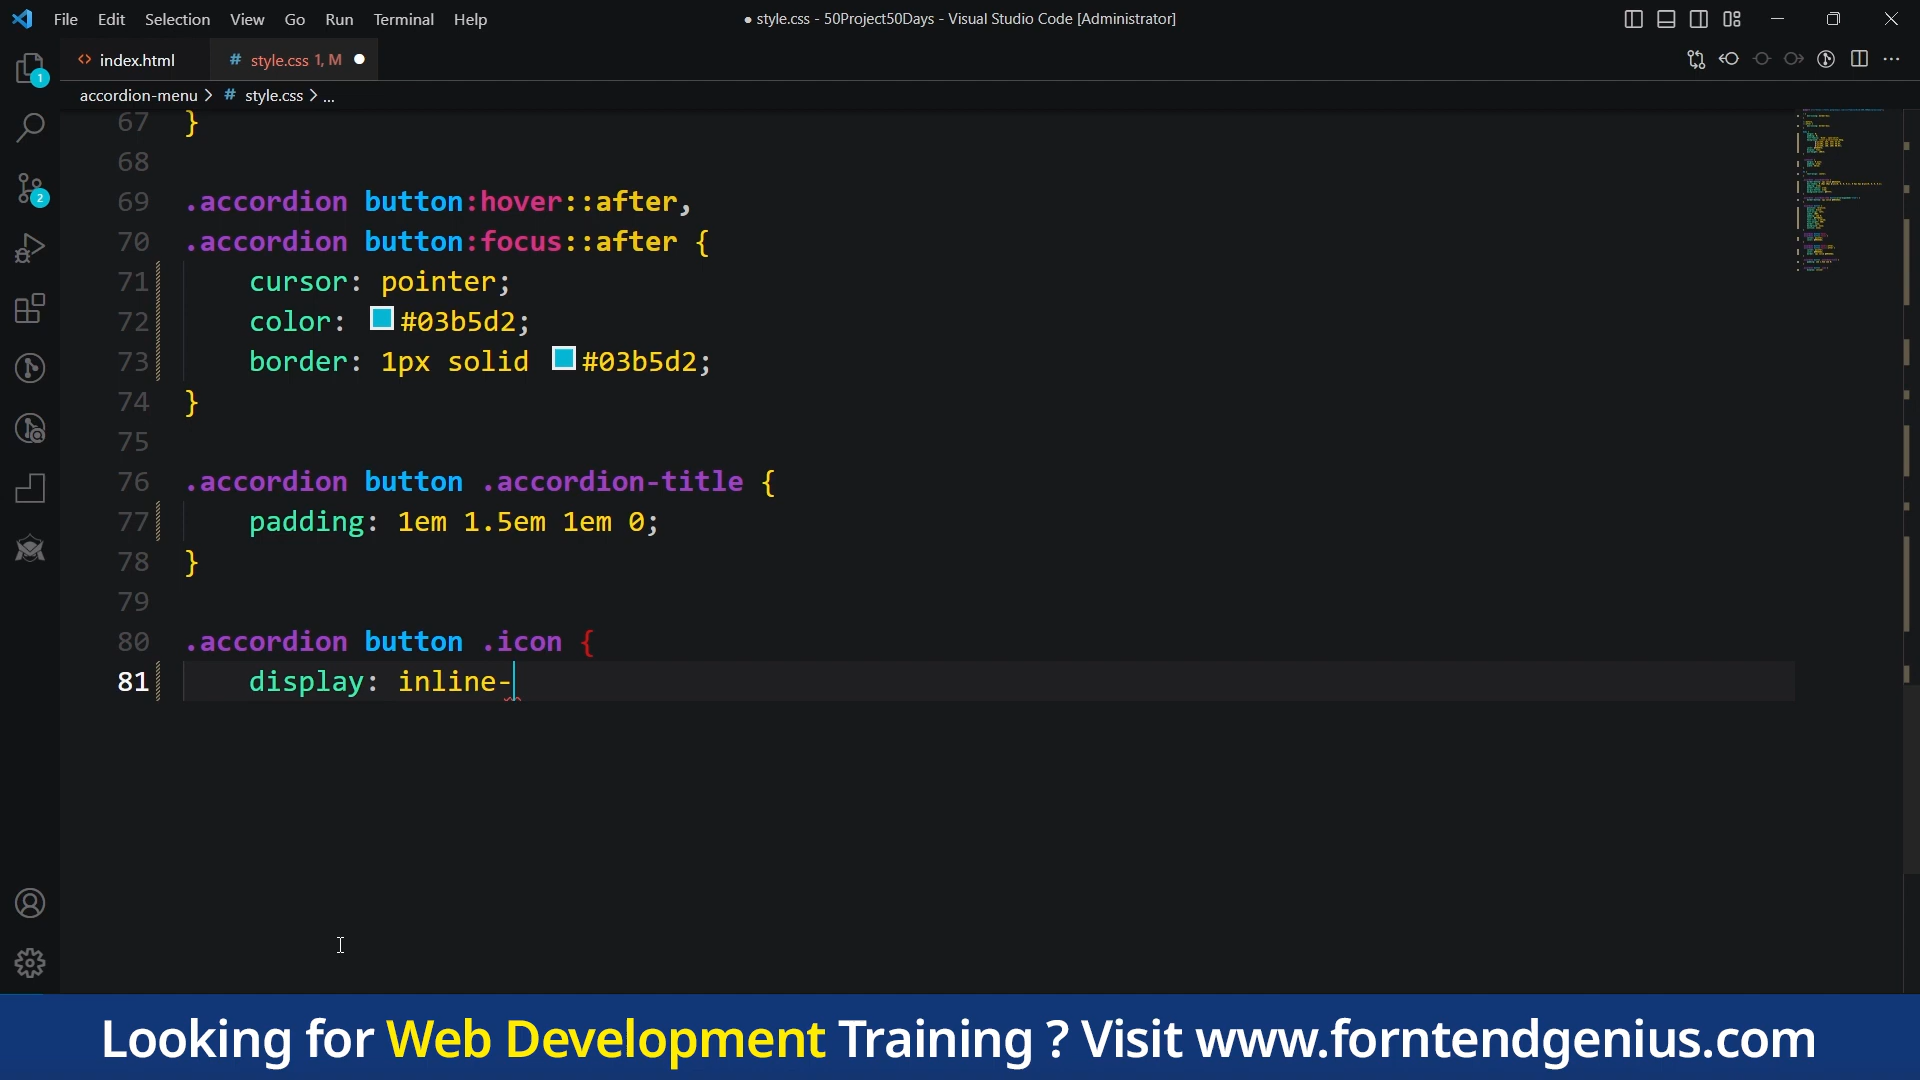 File Edit Selection View Go Run Terminal Help
● style.css - 50Project50Days - Visual Studio Code [Administrator]
<> index.html
# style.css 1, M ●
accordion-menu > # style.css > ...
67 }
68
69 .accordion button:hover::after,
70 .accordion button:focus::after {
71 cursor: pointer;
72 color: #03b5d2;
73 border: 1px solid #03b5d2;
74 }
75
76 .accordion button .accordion-title {
77 padding: 1em 1.5em 1em 0;
78 }
79
80 .accordion button .icon {
81 display: inline-
1
2
Looking for Web Development Training ? Visit www.forntendgenius.com